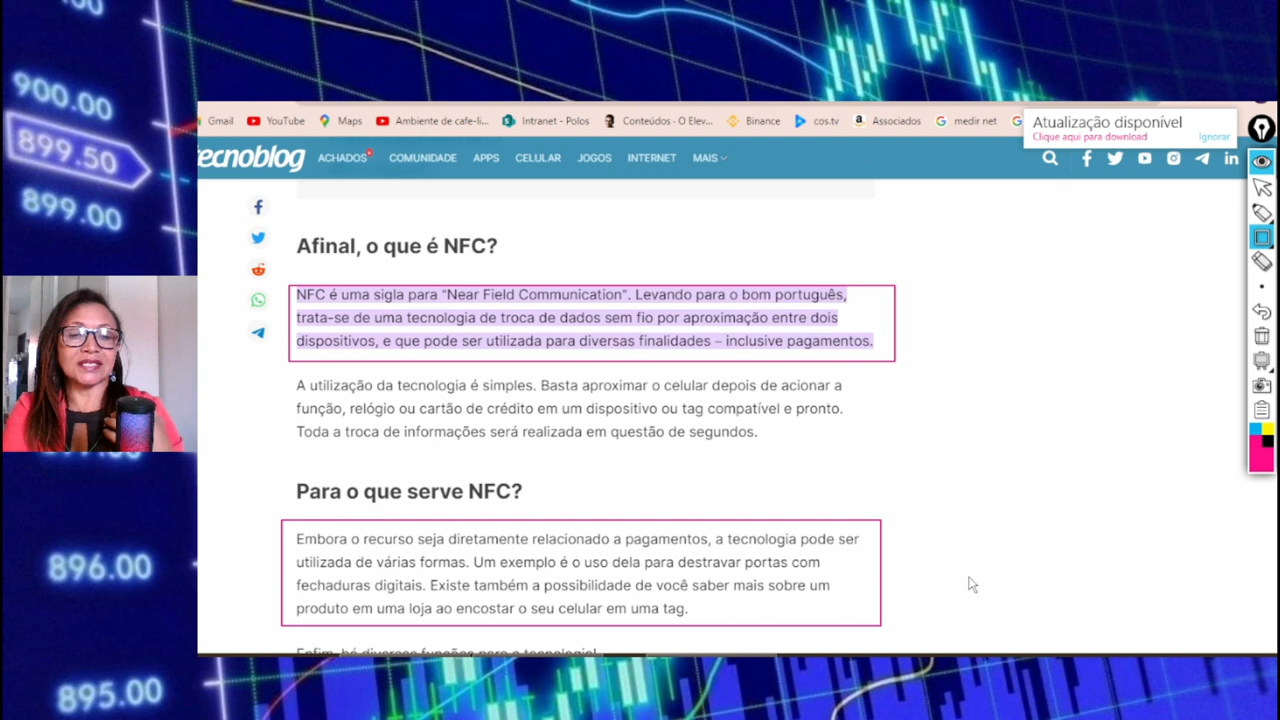 900.00
899.50
899.00
896.00
895.00
Gmail
YouTube
Maps
Ambiente de cafe-li...
Intranet - Polos
Conteúdos - O Elev...
Binance
cos.tv
Associados
medir net
Atualização disponível
Clique aqui para download
Ignorar
tecnoblog
ACHADOS
COMUNIDADE
APPS
CELULAR
JOGOS
INTERNET
MAIS
Afinal, o que é NFC?
NFC é uma sigla para “Near Field Communication”. Levando para o bom português,
trata-se de uma tecnologia de troca de dados sem fio por aproximação entre dois
dispositivos, e que pode ser utilizada para diversas finalidades – inclusive pagamentos.
A utilização da tecnologia é simples. Basta aproximar o celular depois de acionar a
função, relógio ou cartão de crédito em um dispositivo ou tag compatível e pronto.
Toda a troca de informações será realizada em questão de segundos.
Para o que serve NFC?
Embora o recurso seja diretamente relacionado a pagamentos, a tecnologia pode ser
utilizada de várias formas. Um exemplo é o uso dela para destravar portas com
fechaduras digitais. Existe também a possibilidade de você saber mais sobre um
produto em uma loja ao encostar o seu celular em uma tag.
Enfim, há diversas funções para a tecnologia!